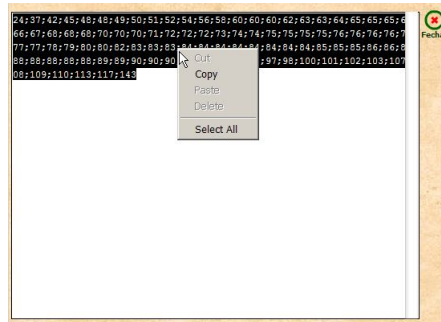 24;37;42;45;48;48;49;50;51;52;54;56;58;60;60;60;62;63;63;64;65;65;65;6
66;67;68;68;68;70;70;70;71;72;72;72;73;74;74;75;75;75;75;76;76;76;76;7
77;77;78;79;80;80;82;83;83;83;84;84;84;84;84;84;84;84;84;85;85;85;86;86;8
88;88;88;88;88;89;89;90;90;90
;97;98;100;101;102;103;107
08;109;110;113;117;143
Cut
Copy
Paste
Delete
Select All
Fecha